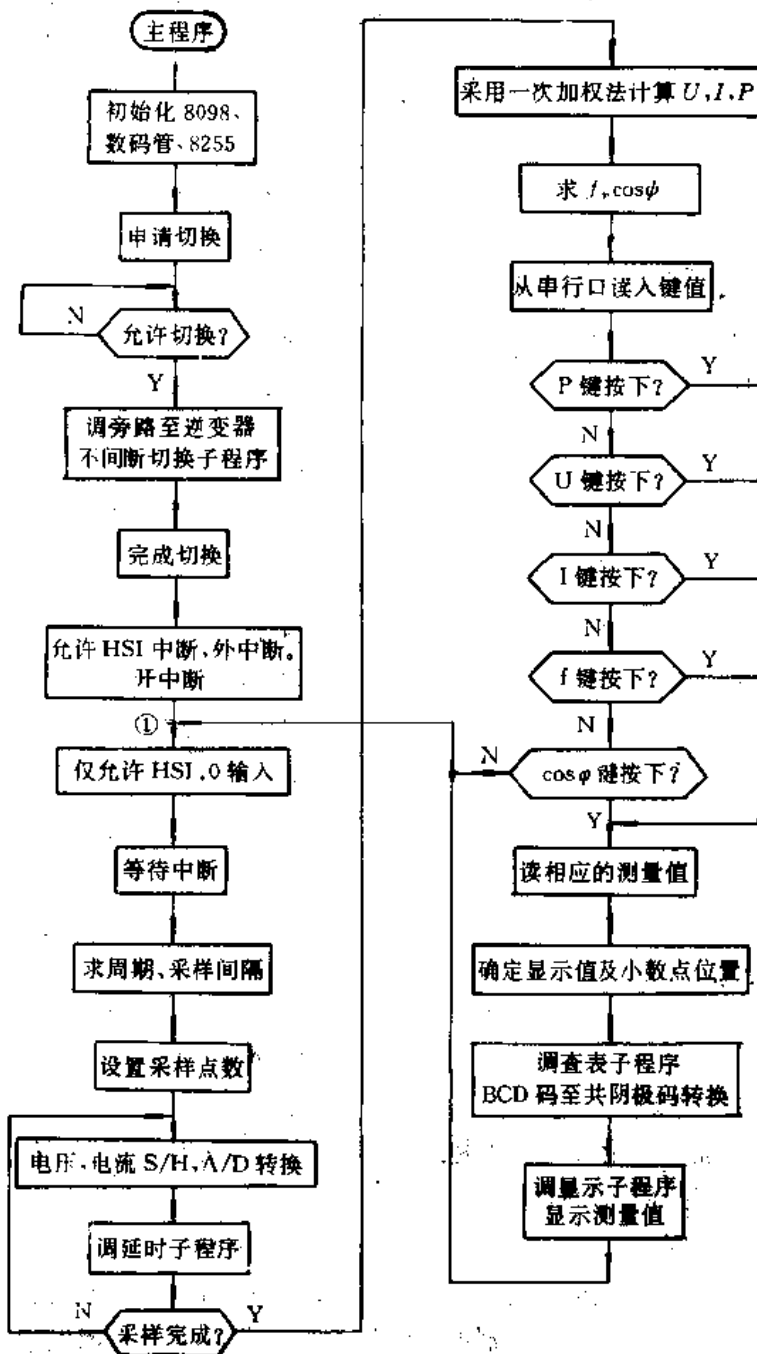 主程序
初始化 8098、
数码管、8255
申请切换
N
允许切换?
Y
调旁路至逆变器
不间断切换子程序
完成切换
允许 HSI 中断、外中断。
开中断
①
仅允许 HSI.0 输入
等待中断
求周期、采样间隔
设置采样点数
电压、电流 S/H, A/D 转换
调延时子程序
N
采样完成?
Y
采用一次加权法计算 U, I, P
求 f, cosφ
从串行口读入键值
P 键按下?
Y
N
U 键按下?
Y
N
I 键按下?
Y
N
f 键按下?
Y
N
N
cosφ 键按下?
Y
读相应的测量值
确定显示值及小数点位置
调查表子程序
BCD 码至共阴极码转换
调显示子程序
显示测量值